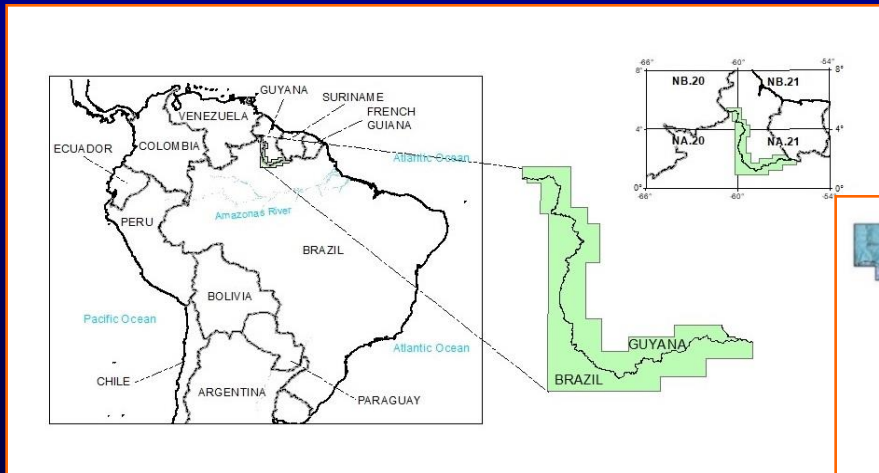 GUYANA
SURINAME
FRENCH
GUIANA
VENEZUELA
COLOMBIA
ECUADOR
Atlantic Ocean
Amazonas River
PERU
BRAZIL
BOLIVIA
Pacific Ocean
Atlantic Ocean
CHILE
ARGENTINA
PARAGUAY
GUYANA
BRAZIL
-66°
-60°
-54°
8°
NB.20
NB.21
8°
4°
4°
NA.20
NA.21
0°
0°
-66°
-60°
-54°